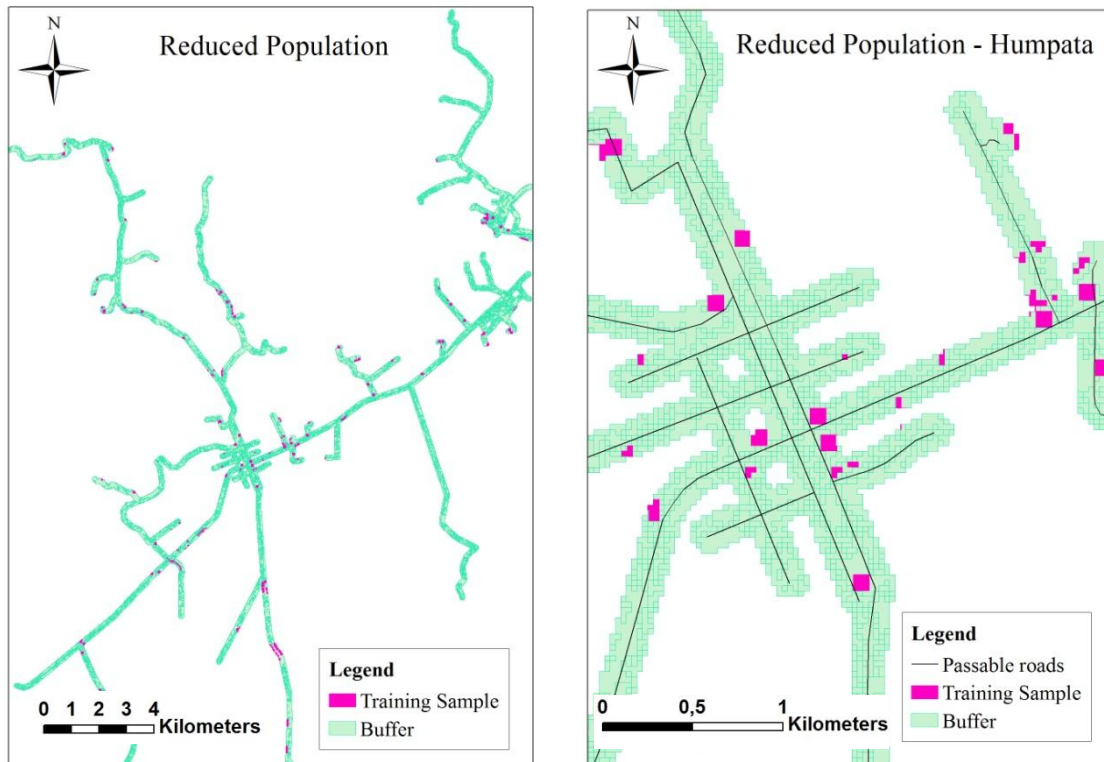 N
Reduced Population
Legend
Training Sample
Buffer
0 1 2 3 4
Kilometers
N
Reduced Population - Humpata
Legend
Passable roads
Training Sample
Buffer
0 0,5 1
Kilometers